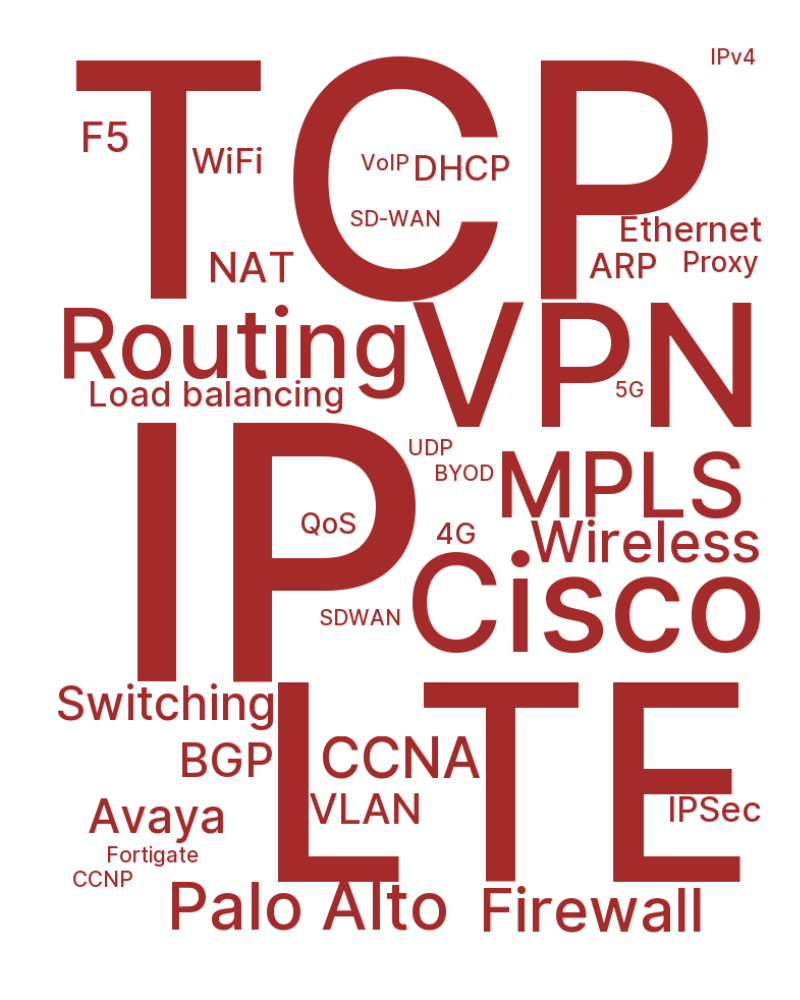 IPv4
TCP
F5
WiFi
VoIP
DHCP
SD-WAN
Ethernet
NAT
ARP
Proxy
Routing
VPN
Load balancing
5G
IP
UDP
BYOD
MPLS
QoS
4G
Wireless
Cisco
SDWAN
Switching
LTE
BGP
CCNA
Avaya
VLAN
IPSec
Fortigate
CCNP
Palo Alto
Firewall